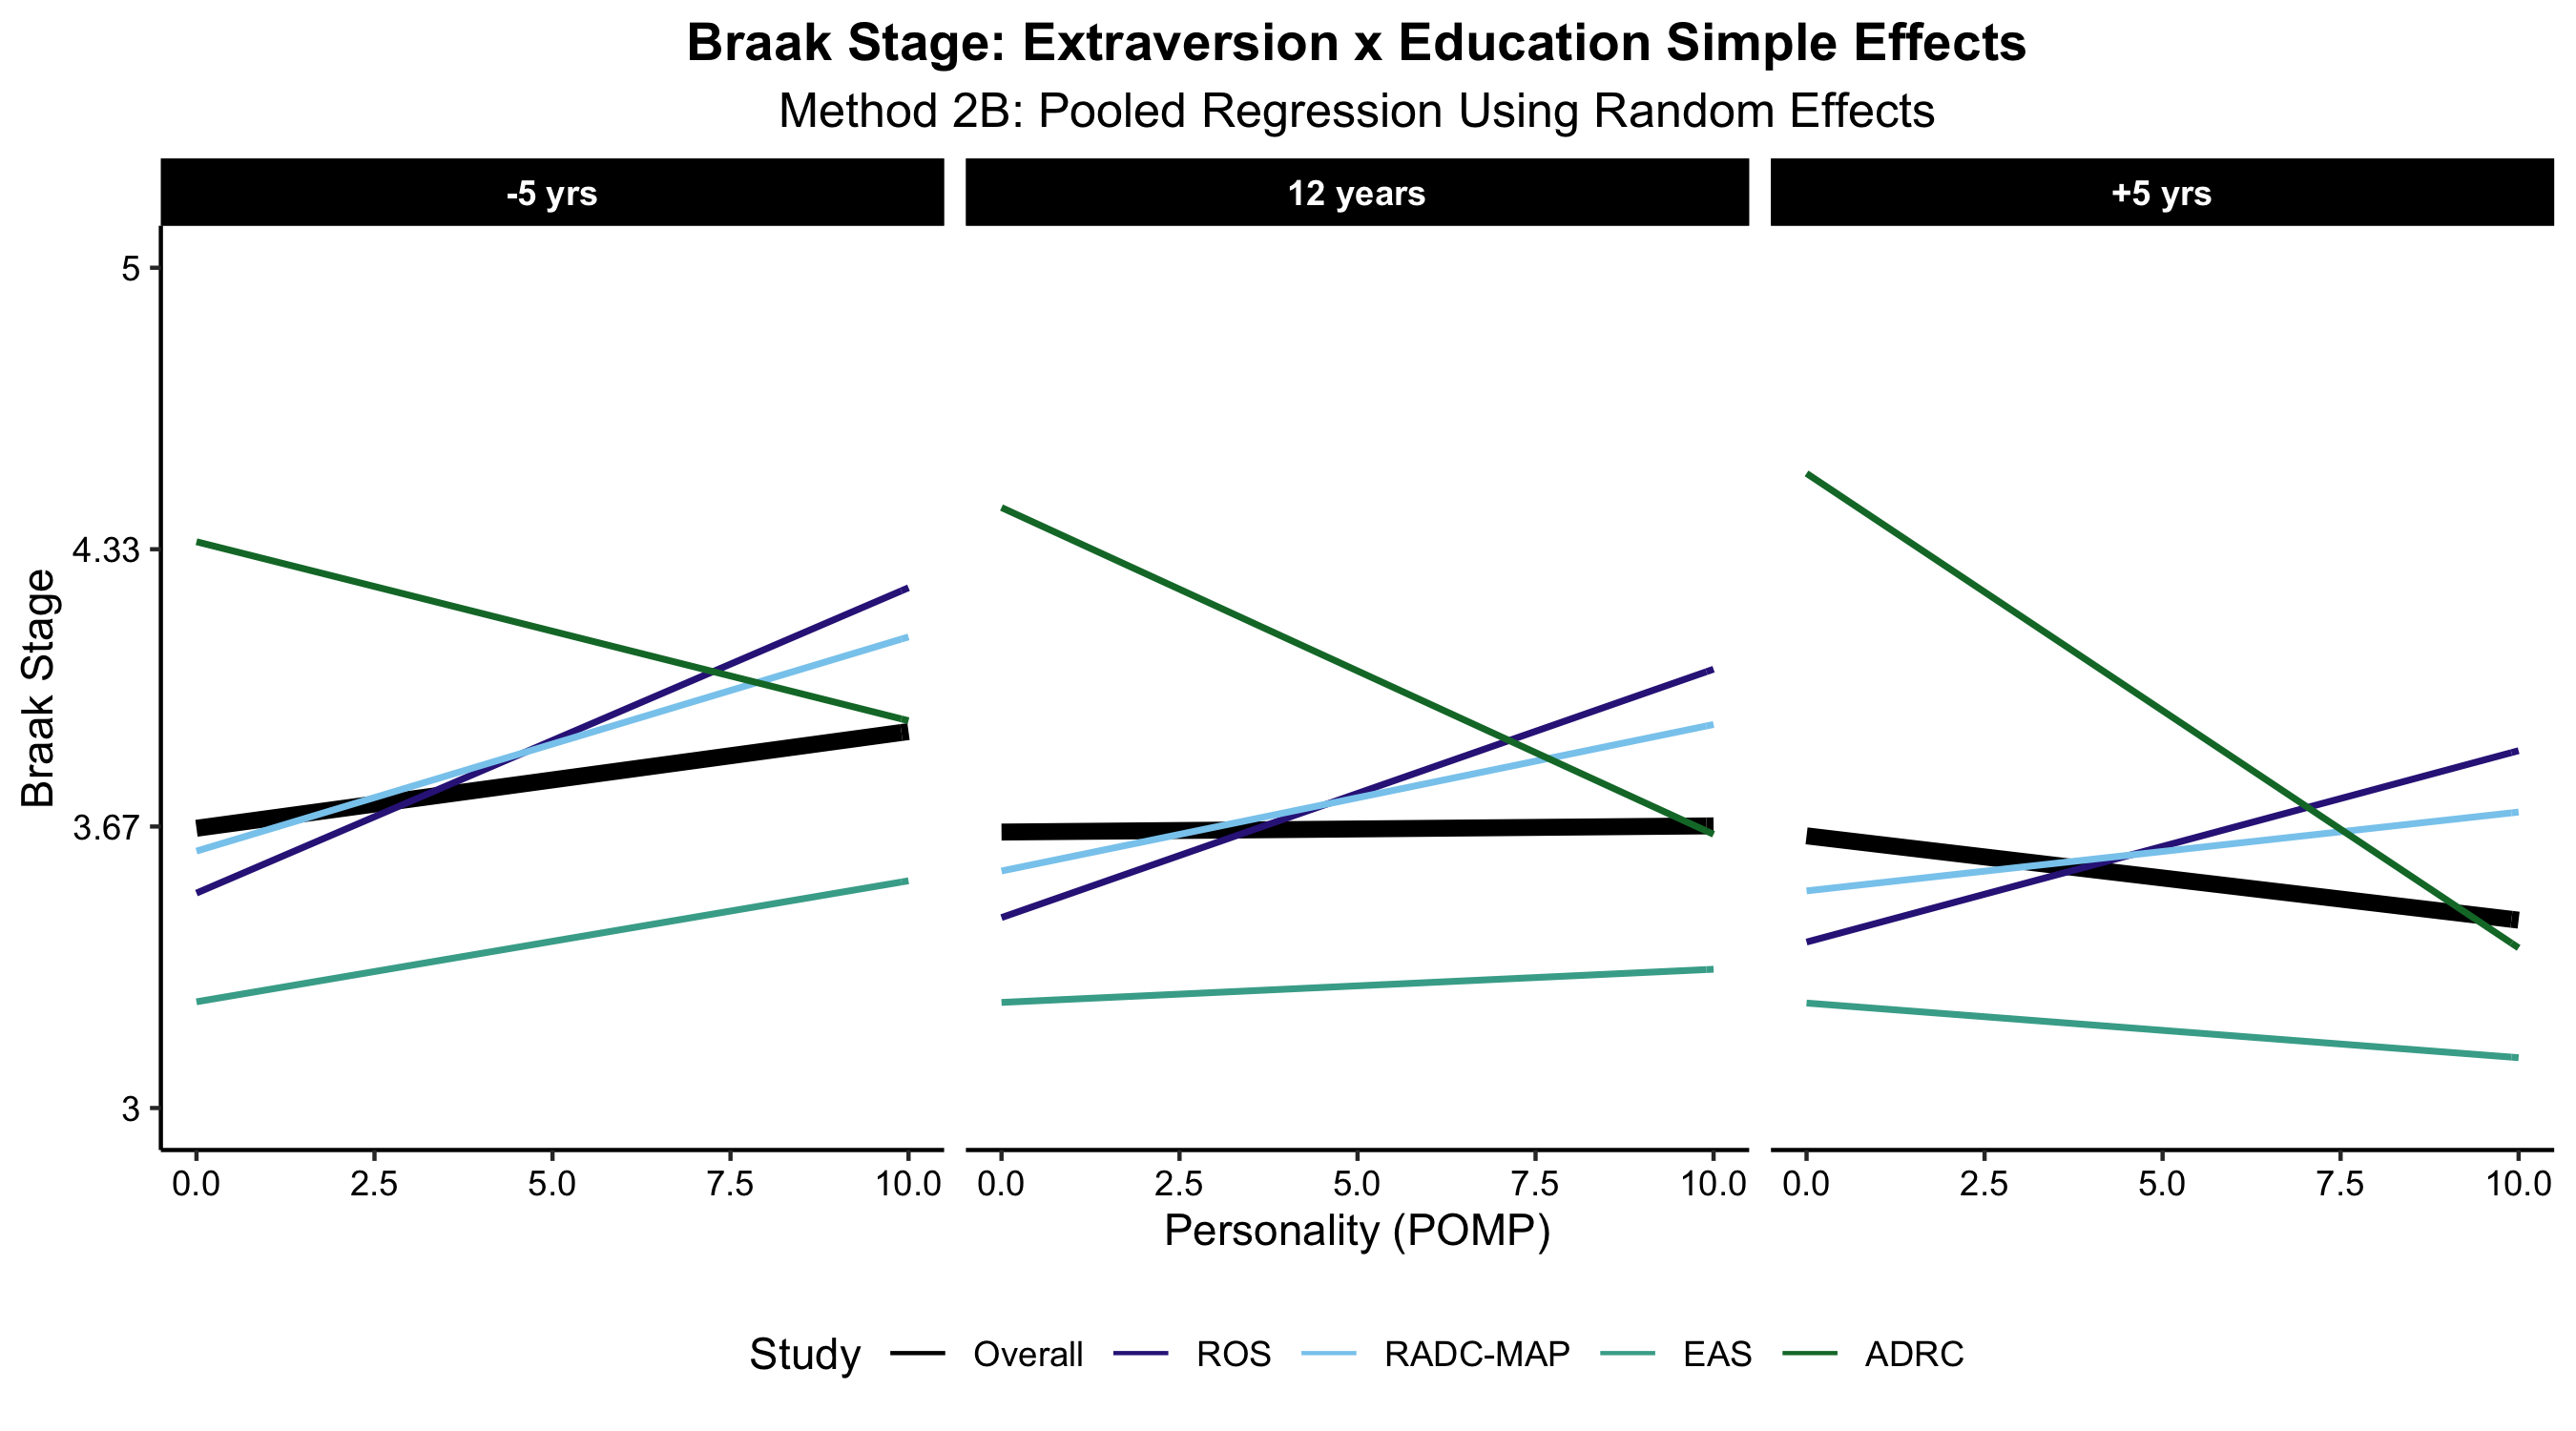 Braak Stage: Extraversion x Education Simple Effects
Method 2B: Pooled Regression Using Random Effects
-5 yrs 12 years +5 yrs
5
4.33
3.67
3
Braak Stage
0.0 2.5 5.0 7.5 10.0 0.0 2.5 5.0 7.5 10.0 0.0 2.5 5.0 7.5 10.0
Personality (POMP)
Study Overall ROS RADC-MAP EAS ADRC